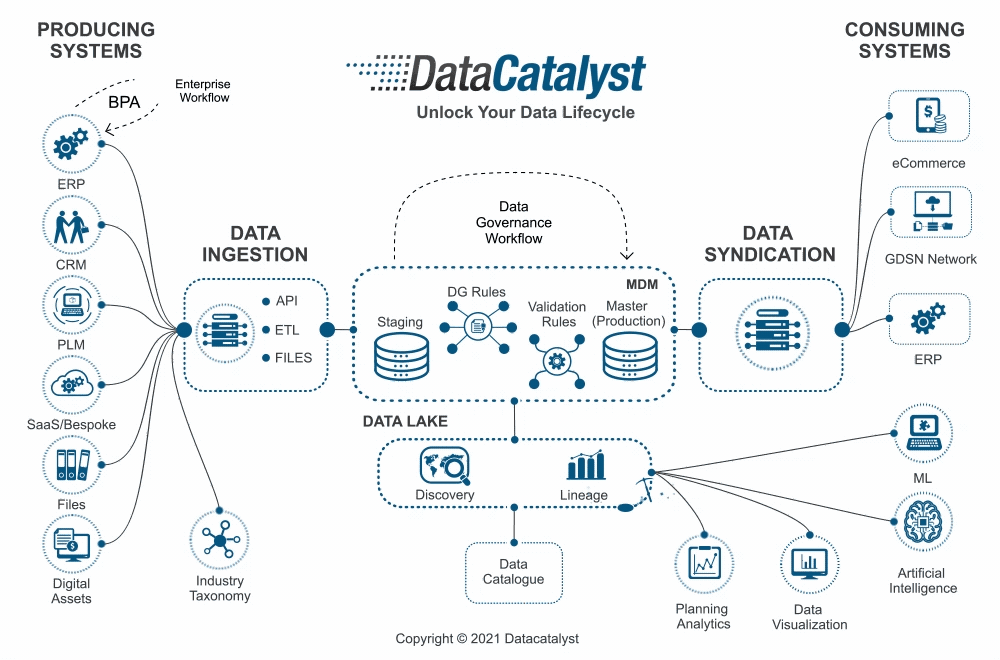 PRODUCING
SYSTEMS
BPA
Enterprise
Workflow
DataCatalyst
Unlock Your Data Lifecycle
CONSUMING
SYSTEMS
ERP
CRM
PLM
SaaS/Bespoke
Files
Digital
Assets
Industry
Taxonomy
DATA
INGESTION
API
ETL
FILES
Data
Governance
Workflow
MDM
Staging
DG Rules
Validation
Rules
Master
(Production)
DATA LAKE
Discovery
Lineage
Data
Catalogue
DATA
SYNDICATION
eCommerce
GDSN Network
ERP
ML
Artificial
Intelligence
Planning
Analytics
Data
Visualization
Copyright © 2021 Datacatalyst